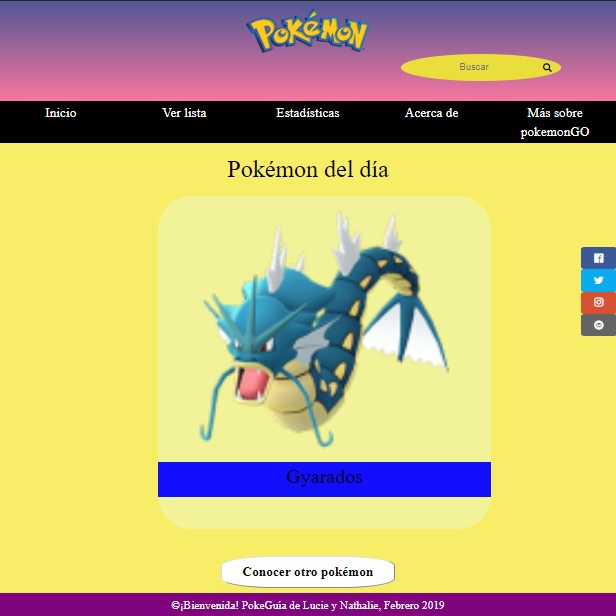 POKéMON
Buscar
Inicio
Ver lista
Estadísticas
Acerca de
Más sobre
pokemonGO
Pokémon del día
Gyarados
Conocer otro pokémon
©¡Bienvenida! PokeGuía de Lucie y Nathalie, Febrero 2019